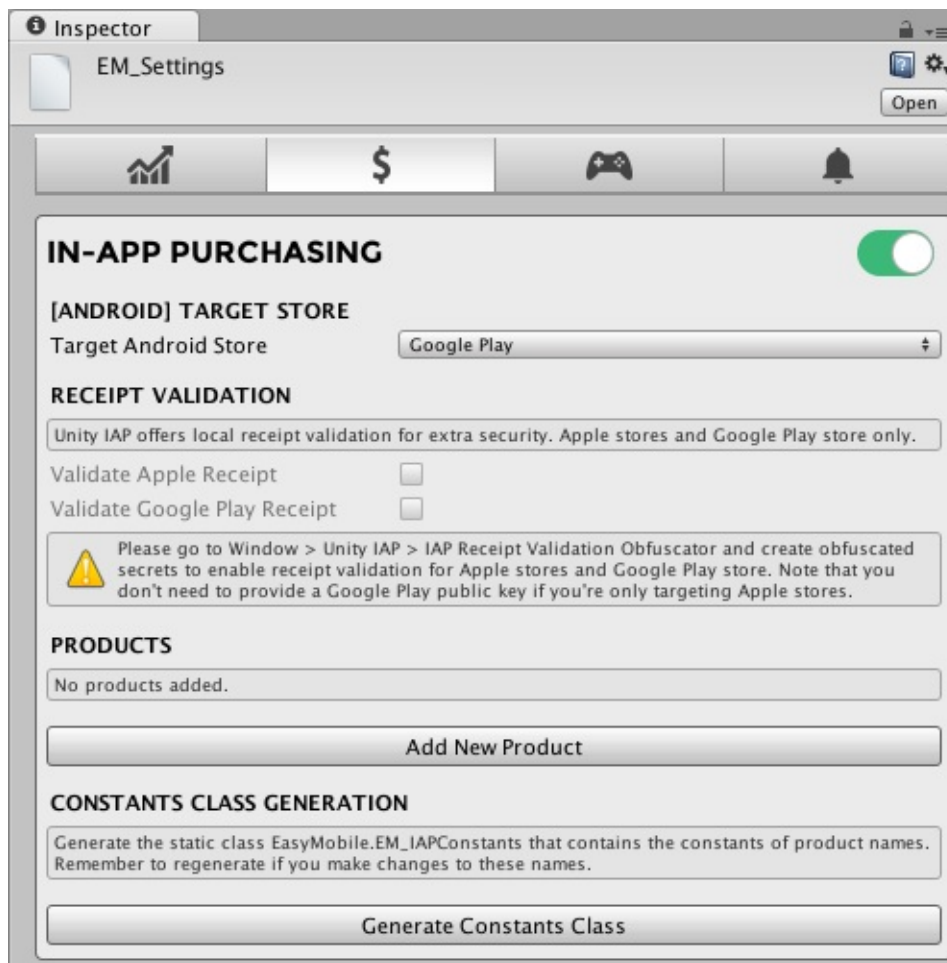 Inspector
EM_Settings
Open
$
IN-APP PURCHASING
[ANDROID] TARGET STORE
Target Android Store
Google Play
RECEIPT VALIDATION
Unity IAP offers local receipt validation for extra security. Apple stores and Google Play store only.
Validate Apple Receipt
Validate Google Play Receipt
Please go to Window > Unity IAP > IAP Receipt Validation Obfuscator and create obfuscated
secrets to enable receipt validation for Apple stores and Google Play store. Note that you
don't need to provide a Google Play public key if you're only targeting Apple stores.
PRODUCTS
No products added.
Add New Product
CONSTANTS CLASS GENERATION
Generate the static class EasyMobile.EM_IAPConstants that contains the constants of product names.
Remember to regenerate if you make changes to these names.
Generate Constants Class